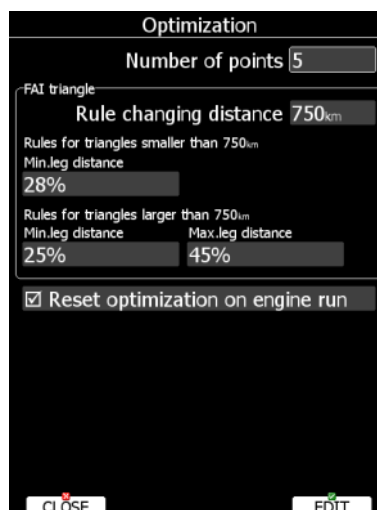 Optimization
Number of points 5
FAI triangle
Rule changing distance 750km
Rules for triangles smaller than 750km
Min.leg distance
28%
Rules for triangles larger than 750km
Min.leg distance Max.leg distance
25% 45%
Reset optimization on engine run
CLOSE EDIT